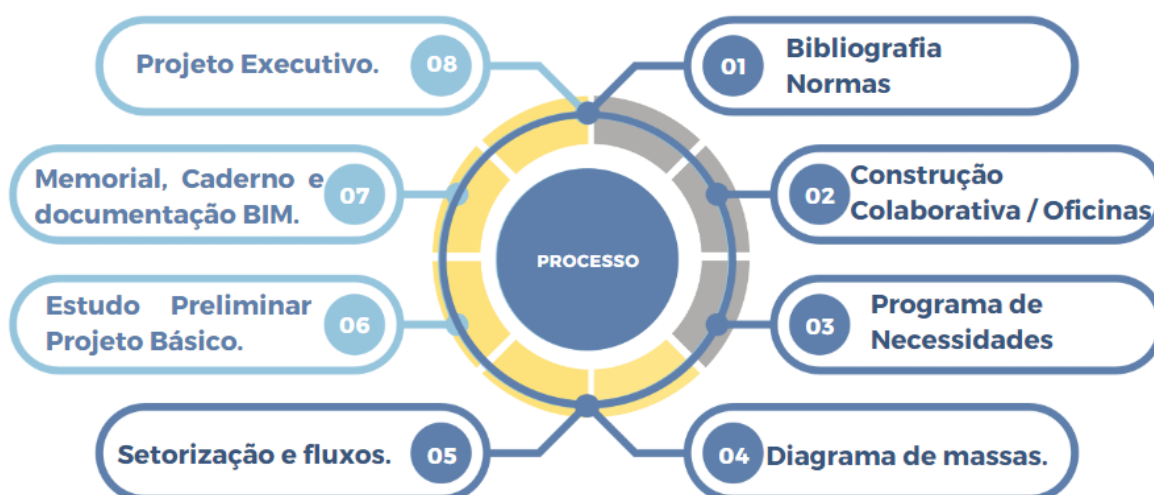 01
Bibliografia
Normas
02
Construção
Colaborativa / Oficinas
03
Programa de
Necessidades
04
Diagrama de massas.
05
Setorização e fluxos.
06
Estudo Preliminar
Projeto Básico.
07
Memorial, Caderno e
documentação BIM.
08
Projeto Executivo.
PROCESSO